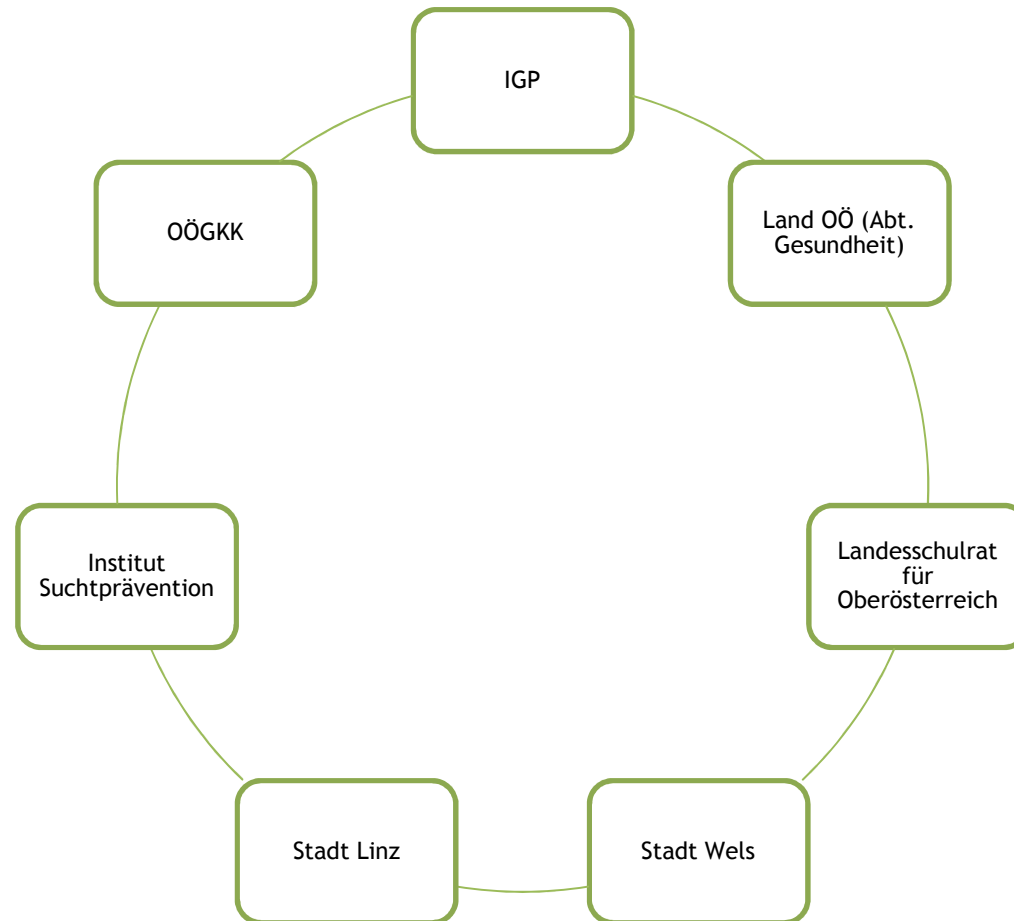 IGP
OÖGKK
Land OÖ (Abt.
Gesundheit)
Institut
Suchtprävention
Landesschulrat
für
Oberösterreich
Stadt Linz
Stadt Wels